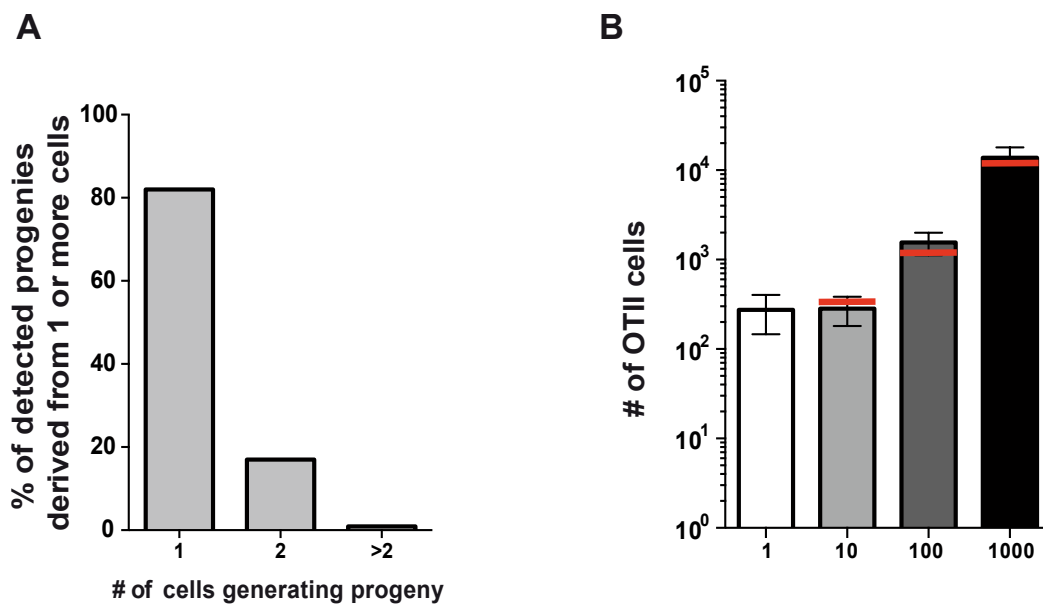 A
% of detected progenies
derived from 1 or more cells
100
80
60
40
20
0
1 2 >2
# of cells generating progeny
B
# of OTII cells
10^5
10^4
10^3
10^2
10^1
10^0
1 10 100 1000